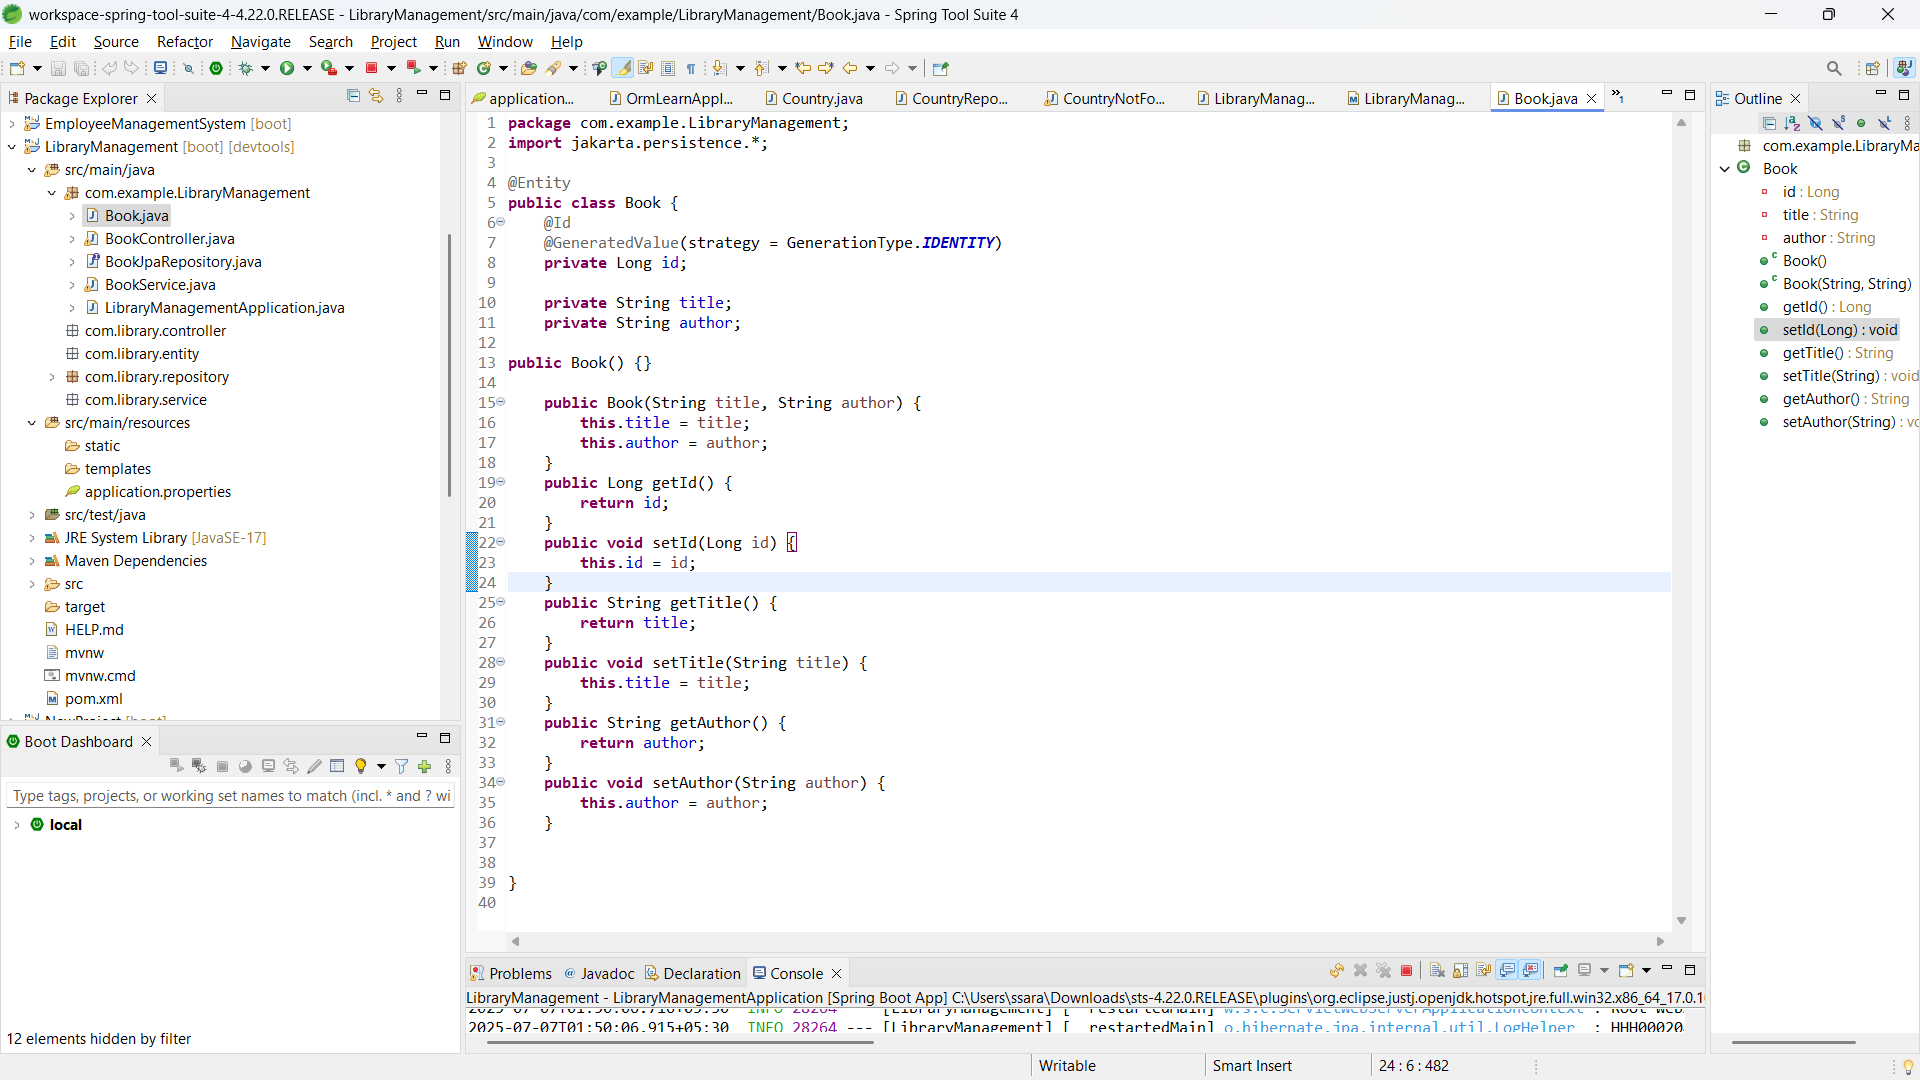 workspace-spring-tool-suite-4-4.22.0.RELEASE - LibraryManagement/src/main/java/com/example/LibraryManagement/Book.java - Spring Tool Suite 4
File Edit Source Refactor Navigate Search Project Run Window Help
Package Explorer
EmployeeManagementSystem [boot]
LibraryManagement [boot] [devtools]
src/main/java
com.example.LibraryManagement
Book.java
BookController.java
BookJpaRepository.java
BookService.java
LibraryManagementApplication.java
com.library.controller
com.library.entity
com.library.repository
com.library.service
src/main/resources
static
templates
application.properties
src/test/java
JRE System Library [JavaSE-17]
Maven Dependencies
src
target
HELP.md
mvnw
mvnw.cmd
pom.xml
Boot Dashboard
Type tags, projects, or working set names to match (incl. * and ? wi
local
12 elements hidden by filter
application... OrmLearnAppl... Country.java CountryRepo... CountryNotFo... LibraryManag... LibraryManag... Book.java »1
1 package com.example.LibraryManagement;
2 import jakarta.persistence.*;
3
4 @Entity
5 public class Book {
6 @Id
7 @GeneratedValue(strategy = GenerationType.IDENTITY)
8 private Long id;
9
10 private String title;
11 private String author;
12
13 public Book() {}
14
15 public Book(String title, String author) {
16 this.title = title;
17 this.author = author;
18 }
19 public Long getId() {
20 return id;
21 }
22 public void setId(Long id) {
23 this.id = id;
24 }
25 public String getTitle() {
26 return title;
27 }
28 public void setTitle(String title) {
29 this.title = title;
30 }
31 public String getAuthor() {
32 return author;
33 }
34 public void setAuthor(String author) {
35 this.author = author;
36 }
37
38
39 }
40
Problems Javadoc Declaration Console
LibraryManagement - LibraryManagementApplication [Spring Boot App] C:\Users\ssara\Downloads\sts-4.22.0.RELEASE\plugins\org.eclipse.justj.openjdk.hotspot.jre.full.win32.x86_64_17.0.1
2025-07-07T01:50:06.915+05:30 INFO 28264 --- [LibraryManagement] [ restartedMain] o.hibernate.jpa.internal.util.LogHelper : HHH00020
Writable Smart Insert 24 : 6 : 482
Outline
com.example.LibraryMa
Book
id : Long
title : String
author : String
Book()
Book(String, String)
getId() : Long
setId(Long) : void
getTitle() : String
setTitle(String) : void
getAuthor() : String
setAuthor(String) : vo